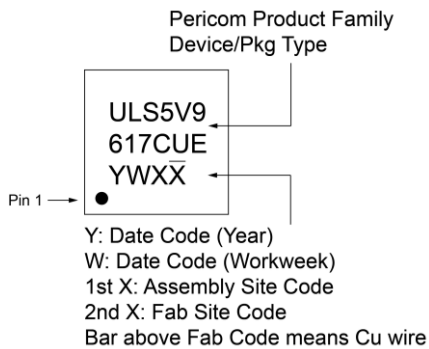 Pericom Product Family
Device/Pkg Type
ULS5V9
617CUE
YWXX̅
Pin 1
Y: Date Code (Year)
W: Date Code (Workweek)
1st X: Assembly Site Code
2nd X: Fab Site Code
Bar above Fab Code means Cu wire